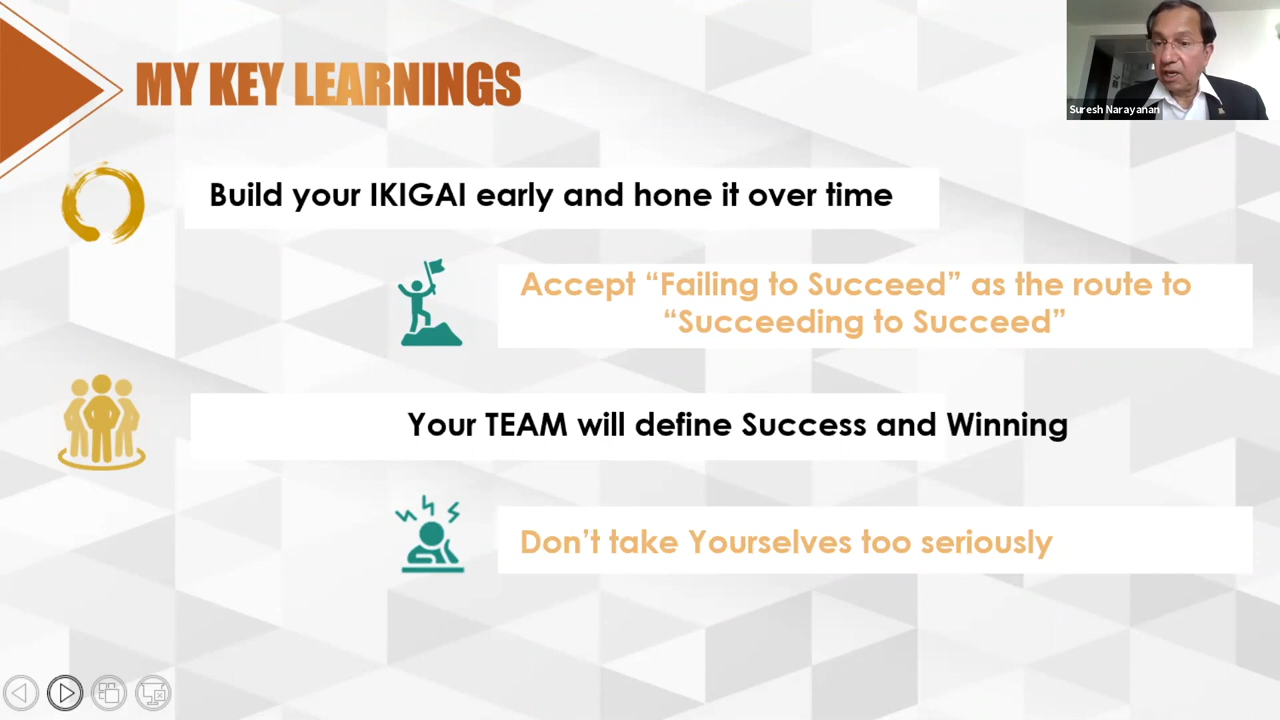 MY KEY LEARNINGS
Suresh Narayanan
Build your IKIGAI early and hone it over time
Accept “Failing to Succeed” as the route to
“Succeeding to Succeed”
Your TEAM will define Success and Winning
Don’t take Yourselves too seriously